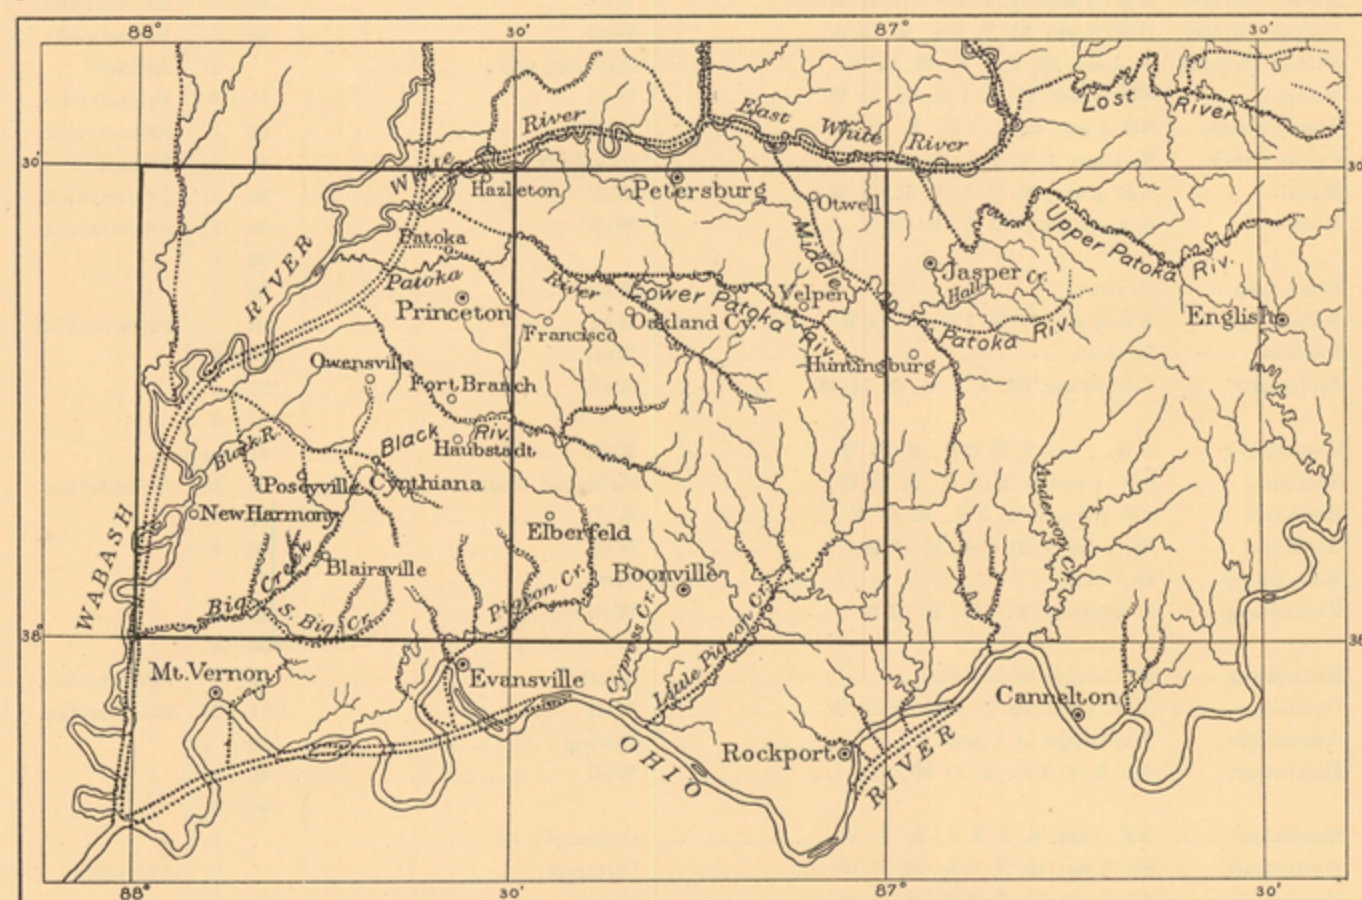 88°
30'
87°
30'
Lost
River
River
East
White
River
30'
30'
White
Hazleton
Petersburg
Otwell
Upper Patoka Riv.
Patoka
Middle
RIVER
Patoka
River
Jasper
Hall Cr.
Lower Patoka Riv.
Velpen
Princeton
Francisco
Oakland Cy.
Patoka Riv.
English
Owensville
Huntingburg
Fort Branch
Black R.
Black
Riv.
Haubstadt
Poseyville
Cynthiana
Anderson Cr.
New Harmony
Elberfeld
WABASH
Blairsville
Boonville
Big Creek
S. Big Cr.
Pigeon Cr.
Cypress Cr.
Little Pigeon Cr.
38
38
Mt. Vernon
Evansville
Cannelton
OHIO
Rockport
RIVER
88°
30'
87°
30'